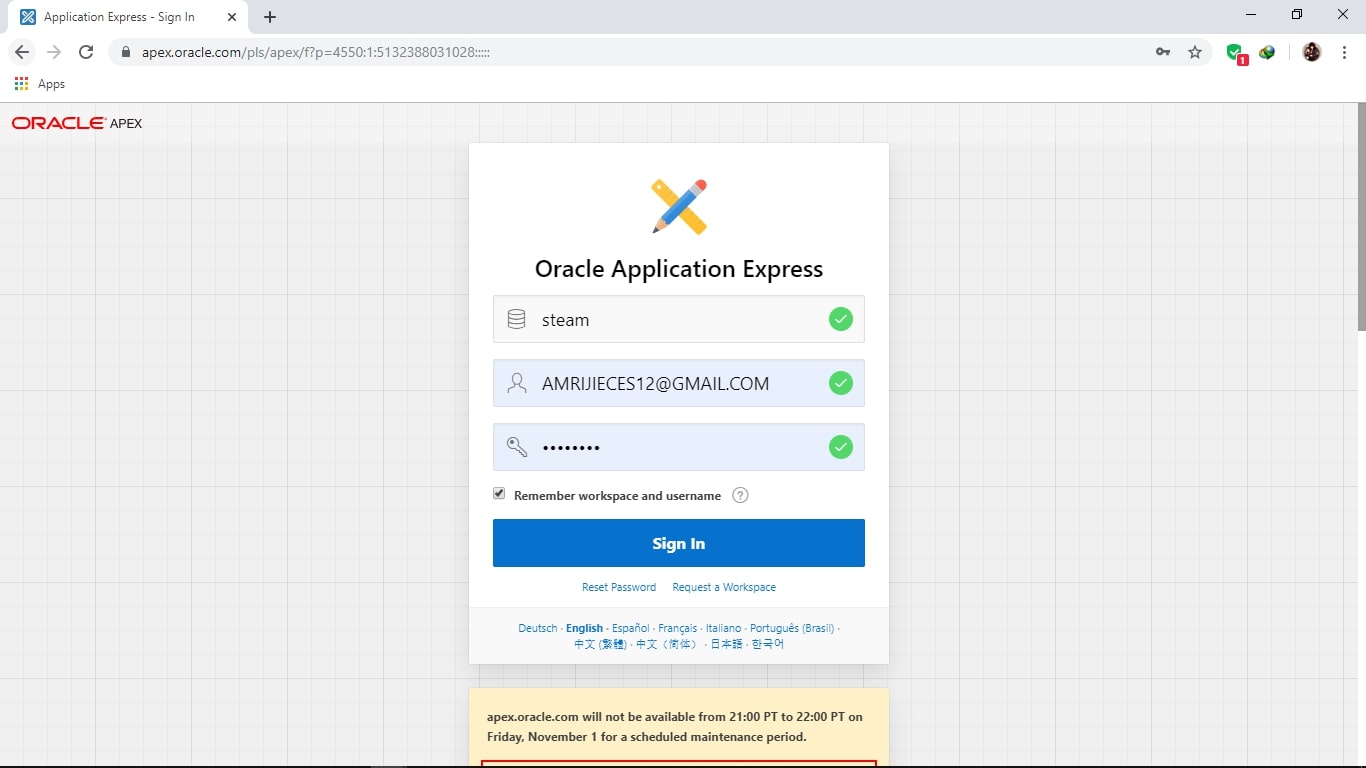 Application Express - Sign In
apex.oracle.com/pls/apex/f?p=4550:1:5132388031028:::::
1
Apps
ORACLE APEX
Oracle Application Express
steam
AMRIJIECES12@GMAIL.COM
••••••••
Remember workspace and username ?
Sign In
Reset Password Request a Workspace
Deutsch · English · Español · Français · Italiano · Português (Brasil) ·
中文 (繁體) · 中文（简体） · 日本語 · 한국어
apex.oracle.com will not be available from 21:00 PT to 22:00 PT on
Friday, November 1 for a scheduled maintenance period.